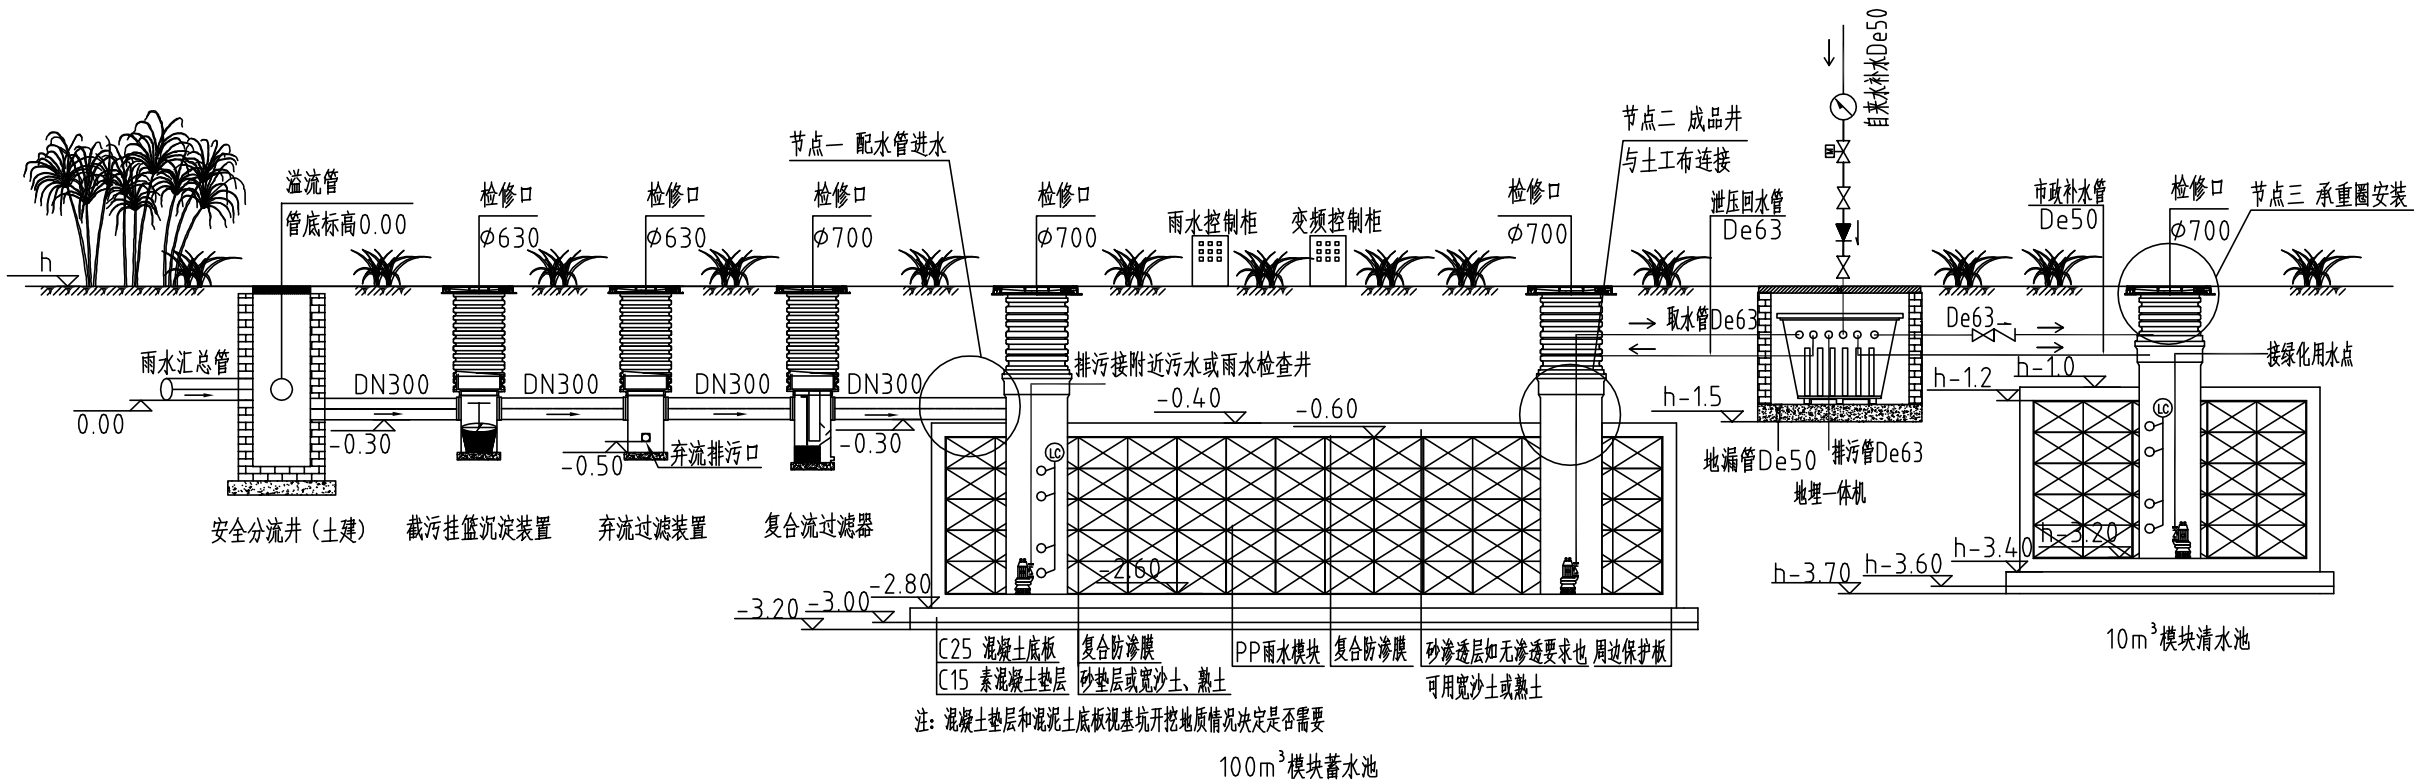 自来水补水De50
节点一 配水管进水
节点二 成品井
与土工布连接
溢流管
管底标高0.00
检修口
Φ630
检修口
Φ630
检修口
Φ700
检修口
Φ700
雨水控制柜
变频控制柜
检修口
Φ700
泄压回水管
De63
M
市政补水管
De50
检修口
Φ700
节点三 承重圈安装
h
雨水汇总管
0.00
DN300
DN300
DN300
DN300
排污接附近污水或雨水检查井
取水管De63
De63
接绿化用水点
-0.30
-0.50
弃流排污口
-0.30
-0.40
-0.60
h-1.5
h-1.2
h-1.0
LC
LC
地漏管De50
排污管De63
地埋一体机
安全分流井（土建）
截污挂篮沉淀装置
弃流过滤装置
复合流过滤器
-2.60
-2.80
-3.00
-3.20
h-3.20
h-3.40
h-3.60
h-3.70
C25 混凝土底板
C15 素混凝土垫层
复合防渗膜
砂垫层或宽沙土、熟土
PP雨水模块
复合防渗膜
砂渗透层如无渗透要求也
可用宽沙土或熟土
周边保护板
10m³模块清水池
注：混凝土垫层和混泥土底板视基坑开挖地质情况决定是否需要
100m³模块蓄水池